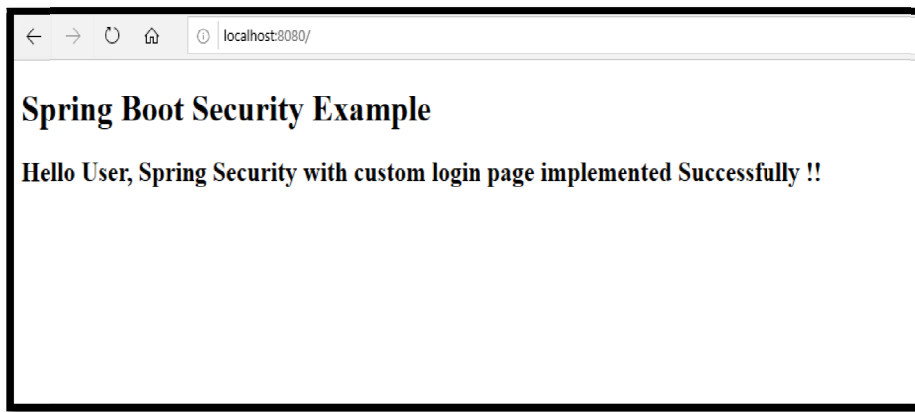 localhost:8080/
Spring Boot Security Example
Hello User, Spring Security with custom login page implemented Successfully !!